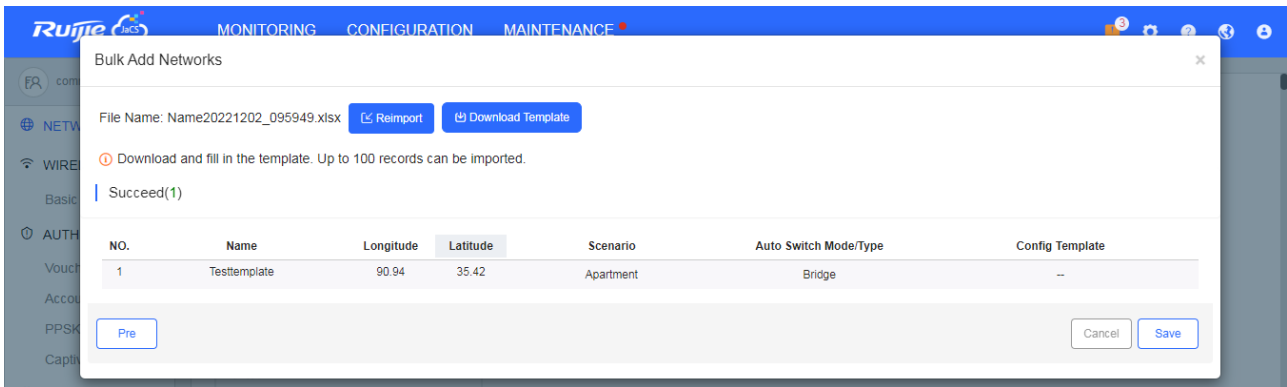 Ruijie JaCS MONITORING CONFIGURATION MAINTENANCE 3
Bulk Add Networks ×
File Name: Name20221202_095949.xlsx Reimport Download Template
Download and fill in the template. Up to 100 records can be imported.
Succeed(1)
NO. Name Longitude Latitude Scenario Auto Switch Mode/Type Config Template
1 Testtemplate 90.94 35.42 Apartment Bridge --
Pre Cancel Save
NETW
WIRE
Basic
AUTH
Vouch
Accou
PPSK
Captiv